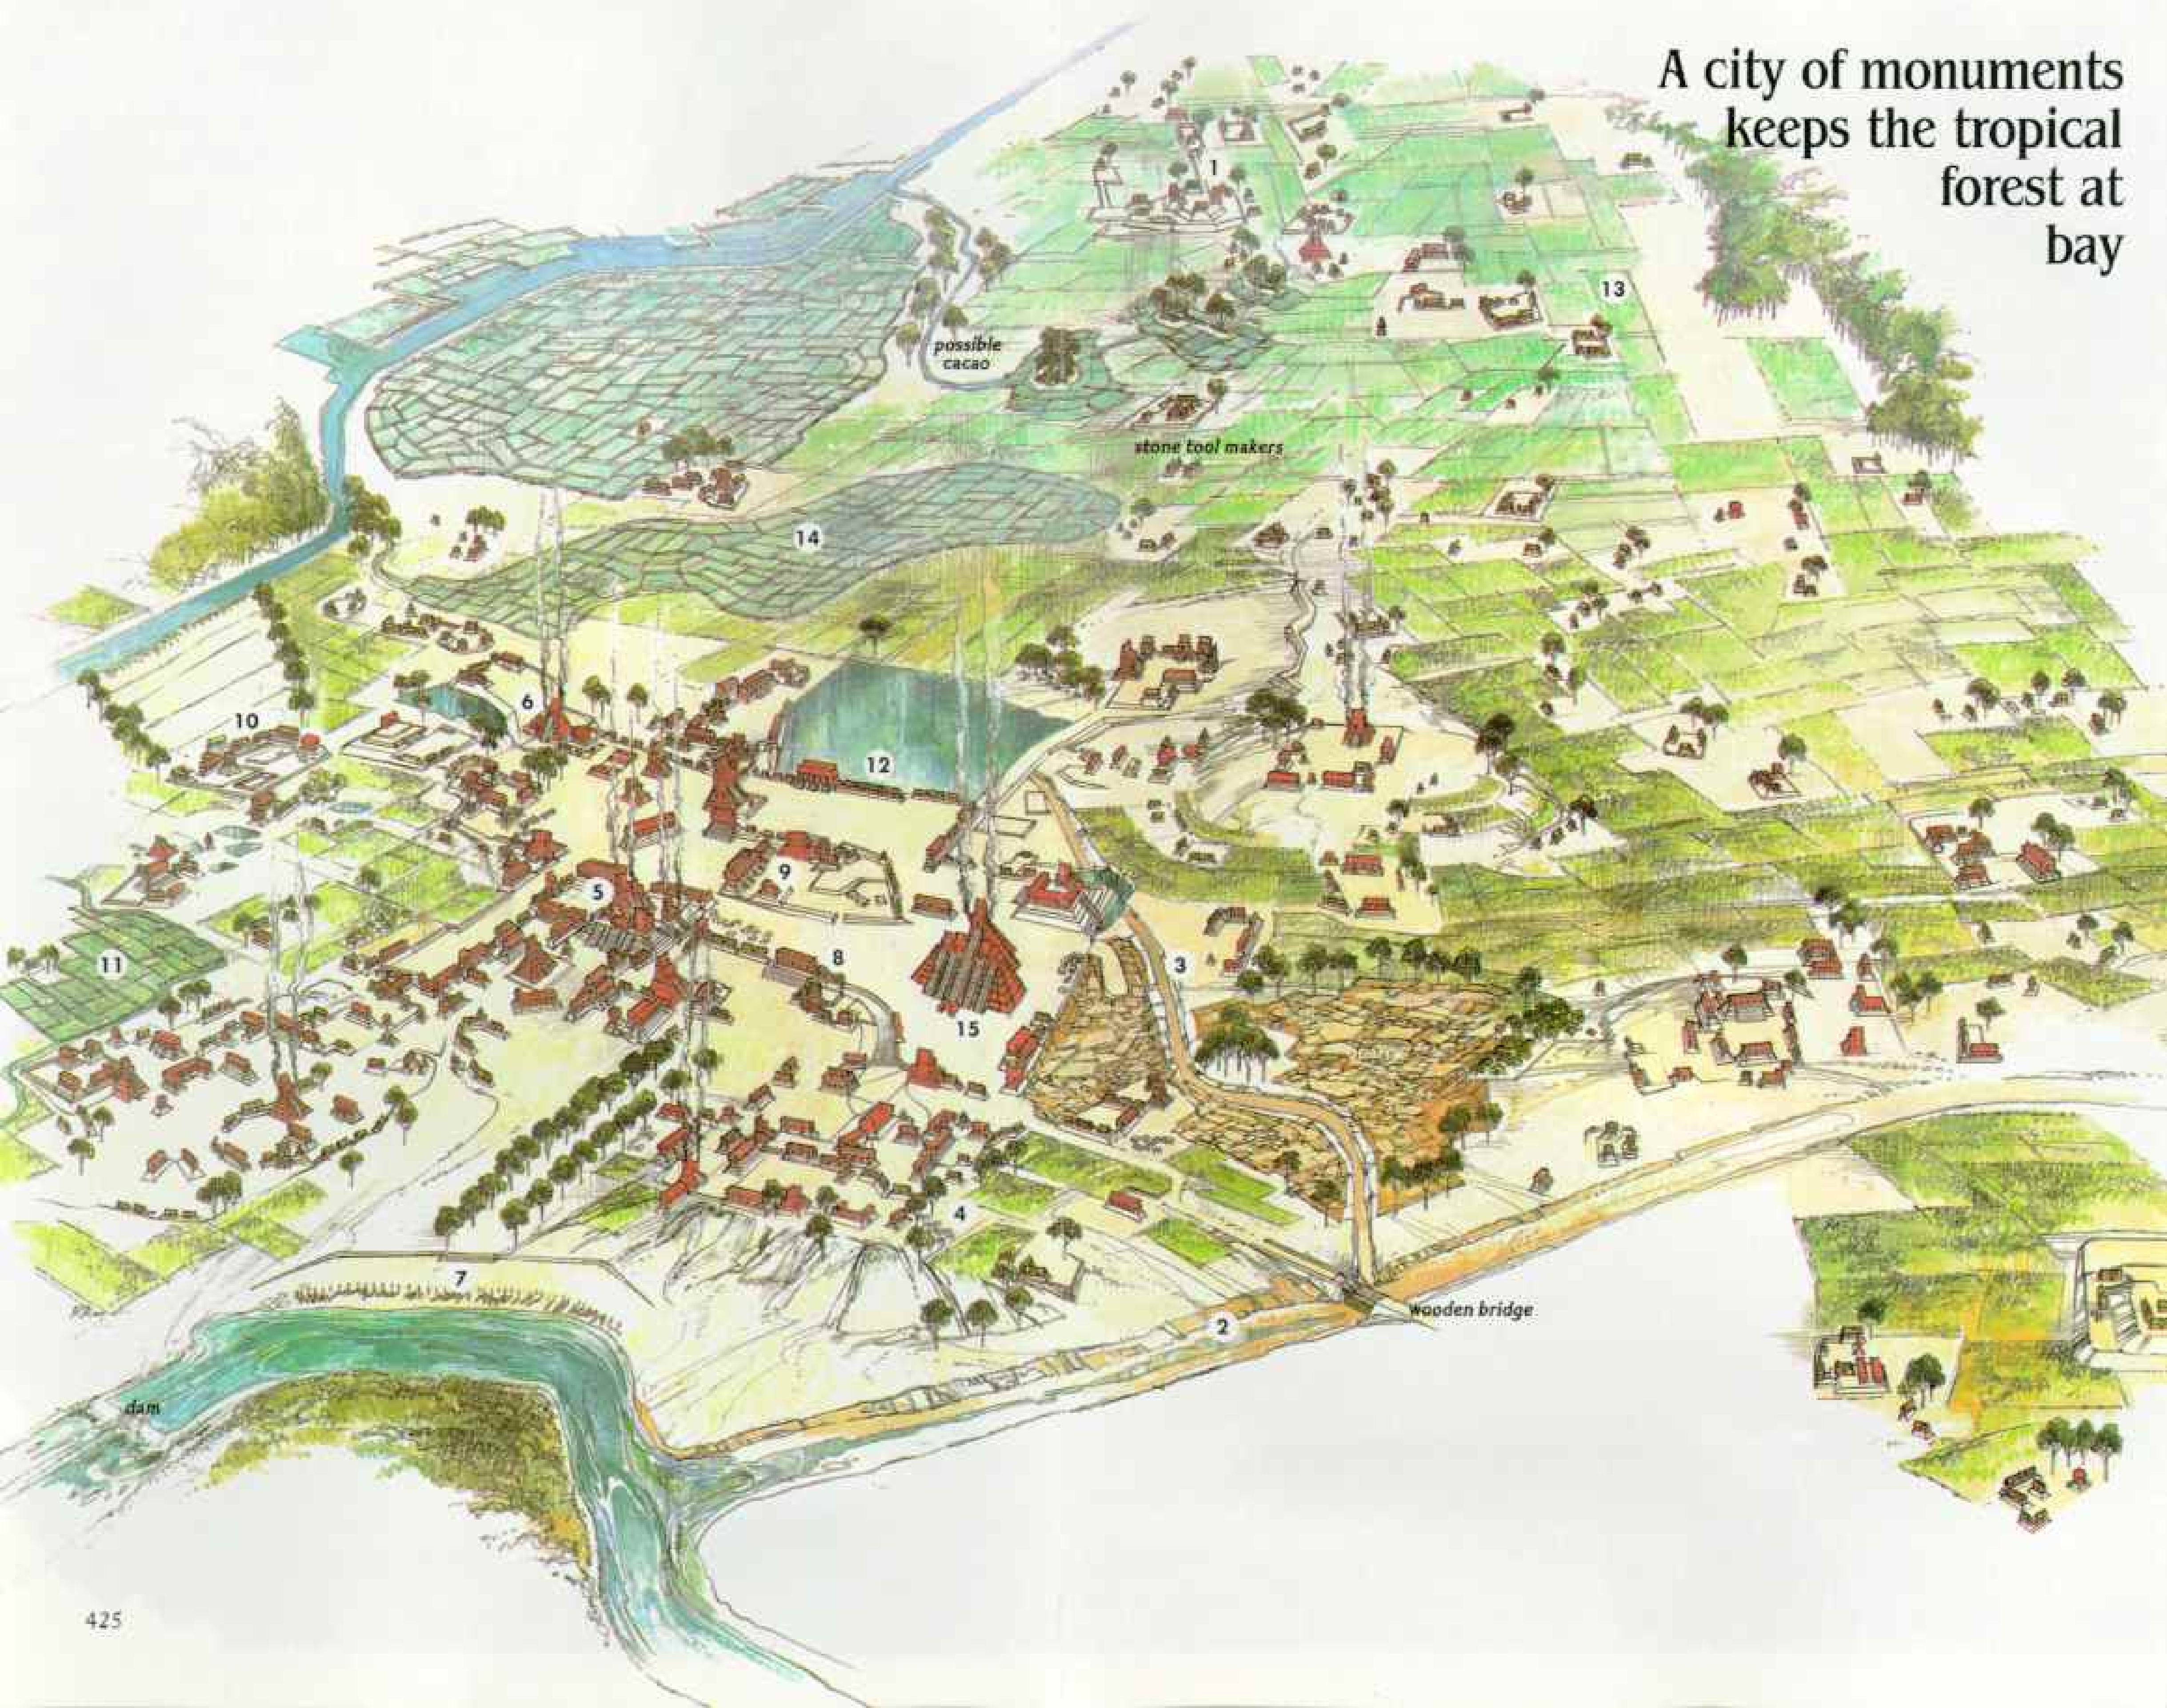 A city of monuments
keeps the tropical
forest at
bay
1
13
possible
cacao
stone tool makers
14
6
10
12
9
5
11
8
3
15
4
7
wooden bridge
2
dam
425